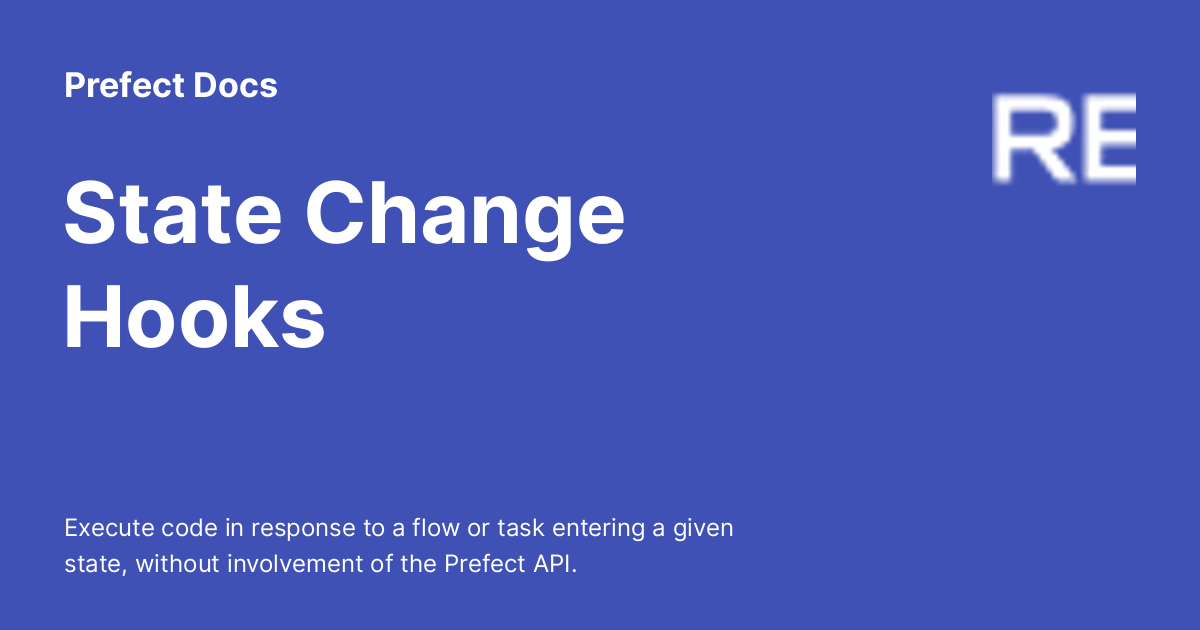 Prefect Docs
RE
State Change
Hooks
Execute code in response to a flow or task entering a given
state, without involvement of the Prefect API.